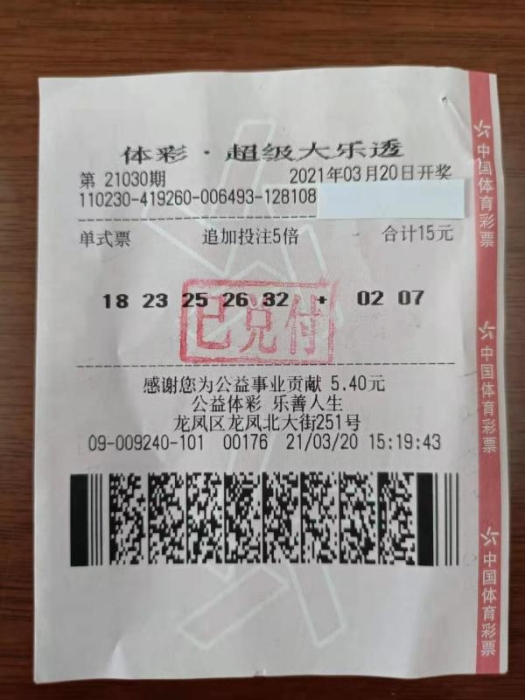 体彩·超级大乐透
第 21030期 2021年03月20日开奖
110230-419260-006493-128108
单式票 追加投注5倍 合计15元
18 23 25 26 32 + 02 07
已兑付
感谢您为公益事业贡献 5.40元
公益体彩 乐善人生
龙凤区龙凤北大街251号
09-009240-101 00176 21/03/20 15:19:43
中国体育彩票
中国体育彩票
中国体育彩票